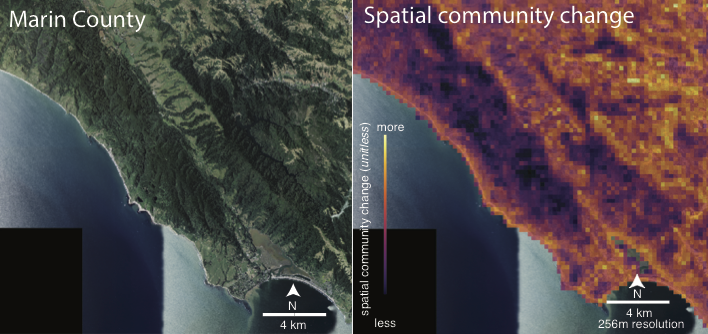 Marin County
N
4 km
Spatial community change
more
spatial community change (unitless)
less
N
4 km
256m resolution